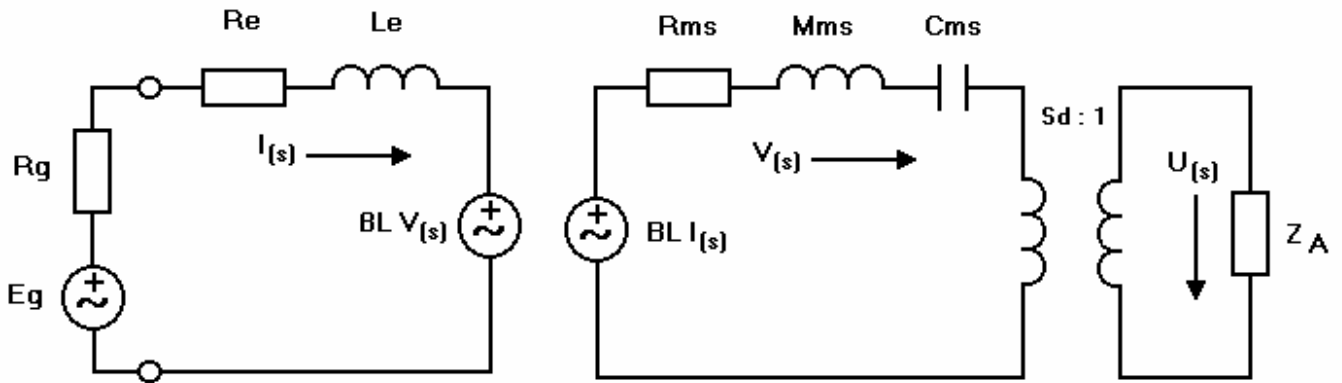 Re
Le
Rms
Mms
Cms
Sd : 1
I(s)
V(s)
U(s)
Rg
BL V(s)
BL I(s)
Z A
Eg